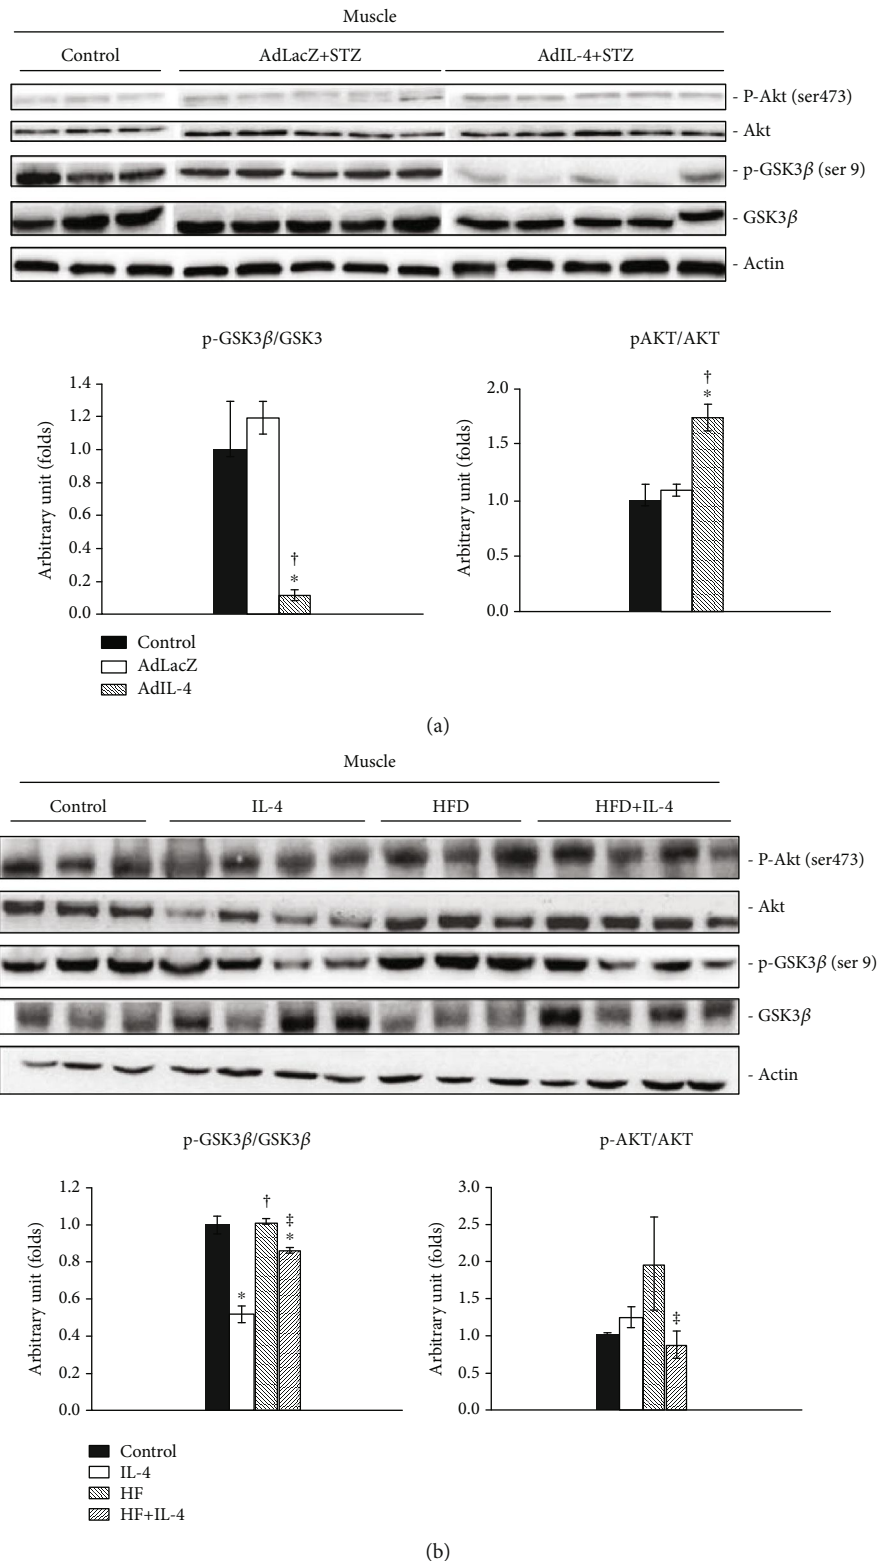 Muscle
Control AdLacZ+STZ AdIL-4+STZ
- P-Akt (ser473)
- Akt
- p-GSK3β (ser 9)
- GSK3β
- Actin
p-GSK3β/GSK3
Arbitrary unit (folds)
1.4
1.2
1.0
0.8
0.6
0.4
0.2
0.0
†
*
pAKT/AKT
Arbitrary unit (folds)
2.0
1.5
1.0
0.5
0.0
†
*
Control
AdLacZ
AdIL-4
(a)
Muscle
Control IL-4 HFD HFD+IL-4
- P-Akt (ser473)
- Akt
- p-GSK3β (ser 9)
- GSK3β
- Actin
p-GSK3β/GSK3β
Arbitrary unit (folds)
1.2
1.0
0.8
0.6
0.4
0.2
0.0
*
†
‡
*
p-AKT/AKT
Arbitrary unit (folds)
3.0
2.0
1.5
1.0
0.5
0.0
‡
Control
IL-4
HF
HF+IL-4
(b)